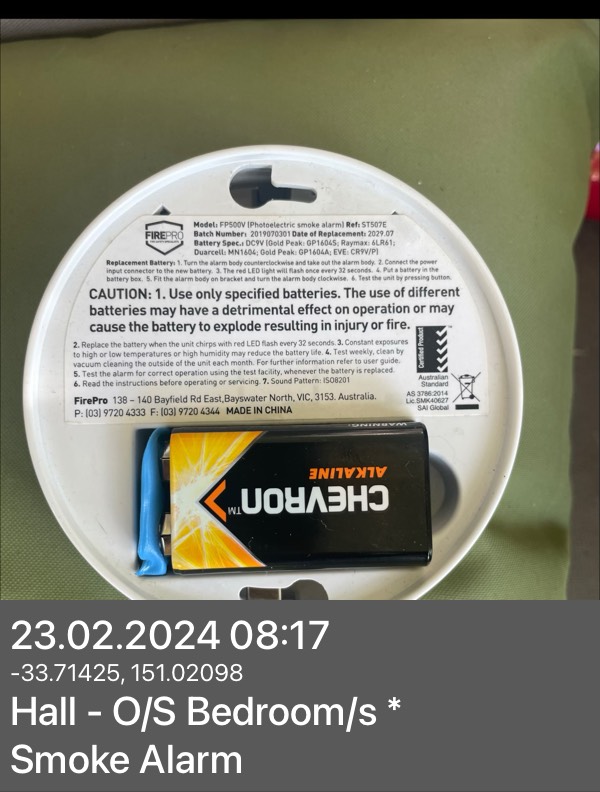 FIREPRO
Model: FP500V (Photoelectric smoke alarm) Ref: ST507E
Batch Number: 2019070301 Date of Replacement: 2029.07
Battery Spec.: DC9V (Gold Peak: GP1604S; Raymax: 6LR61;
Duarcell: MN1604; Gold Peak: GP1604A; EVE: CR9V/P)
Replacement Battery: 1. Turn the alarm body counterclockwise and take out the alarm body. 2. Connect the power
input connector to the new battery. 3. The red LED light will flash once every 32 seconds. 4. Put a battery in the
battery box. 5. Fit the alarm body on bracket and turn the alarm body clockwise. 6. Test the unit by pressing button.
CAUTION: 1. Use only specified batteries. The use of different
batteries may have a detrimental effect on operation or may
cause the battery to explode resulting in injury or fire.
2. Replace the battery when the unit chirps with red LED flash every 32 seconds. 3. Constant exposures
to high or low temperatures or high humidity may reduce the battery life. 4. Test weekly, clean by
vacuum cleaning the outside of the unit each month. For further information refer to user guide.
5. Test the alarm for correct operation using the test facility, whenever the battery is replaced.
6. Read the instructions before operating or servicing. 7. Sound Pattern: ISO8201
Certified Product
Australian
Standard
AS 3786:2014
Lic.SMK40627
SAI Global
FirePro 138 – 140 Bayfield Rd East,Bayswater North, VIC, 3153. Australia.
P: (03) 9720 4333 F: (03) 9720 4344 MADE IN CHINA
WARNING:
CHEVRON™
ALKALINE
23.02.2024 08:17
-33.71425, 151.02098
Hall - O/S Bedroom/s *
Smoke Alarm